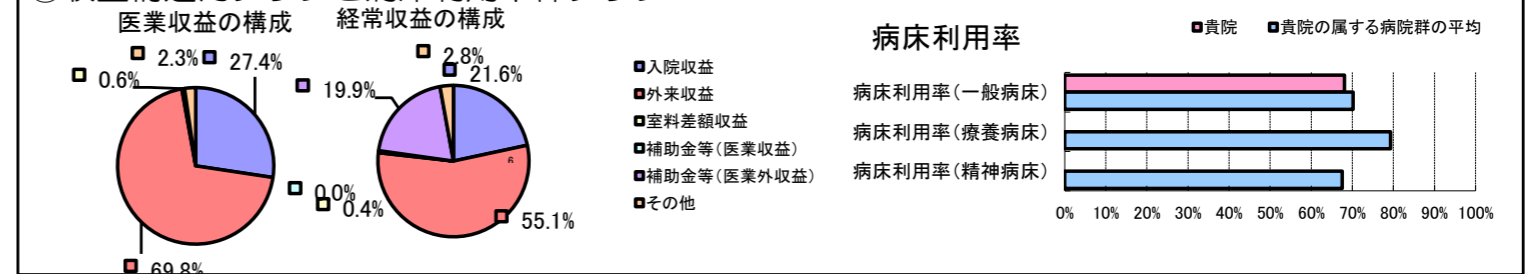 医業収益の構成
経常収益の構成
2.3%
27.4%
0.6%
69.8%
0.0%
2.8%
21.6%
19.9%
0.4%
55.1%
入院収益
外来収益
室料差額収益
補助金等(医業収益)
補助金等(医業外収益)
その他
病床利用率
貴院
貴院の属する病院群の平均
病床利用率(一般病床)
病床利用率(療養病床)
病床利用率(精神病床)
0% 10% 20% 30% 40% 50% 60% 70% 80% 90% 100%